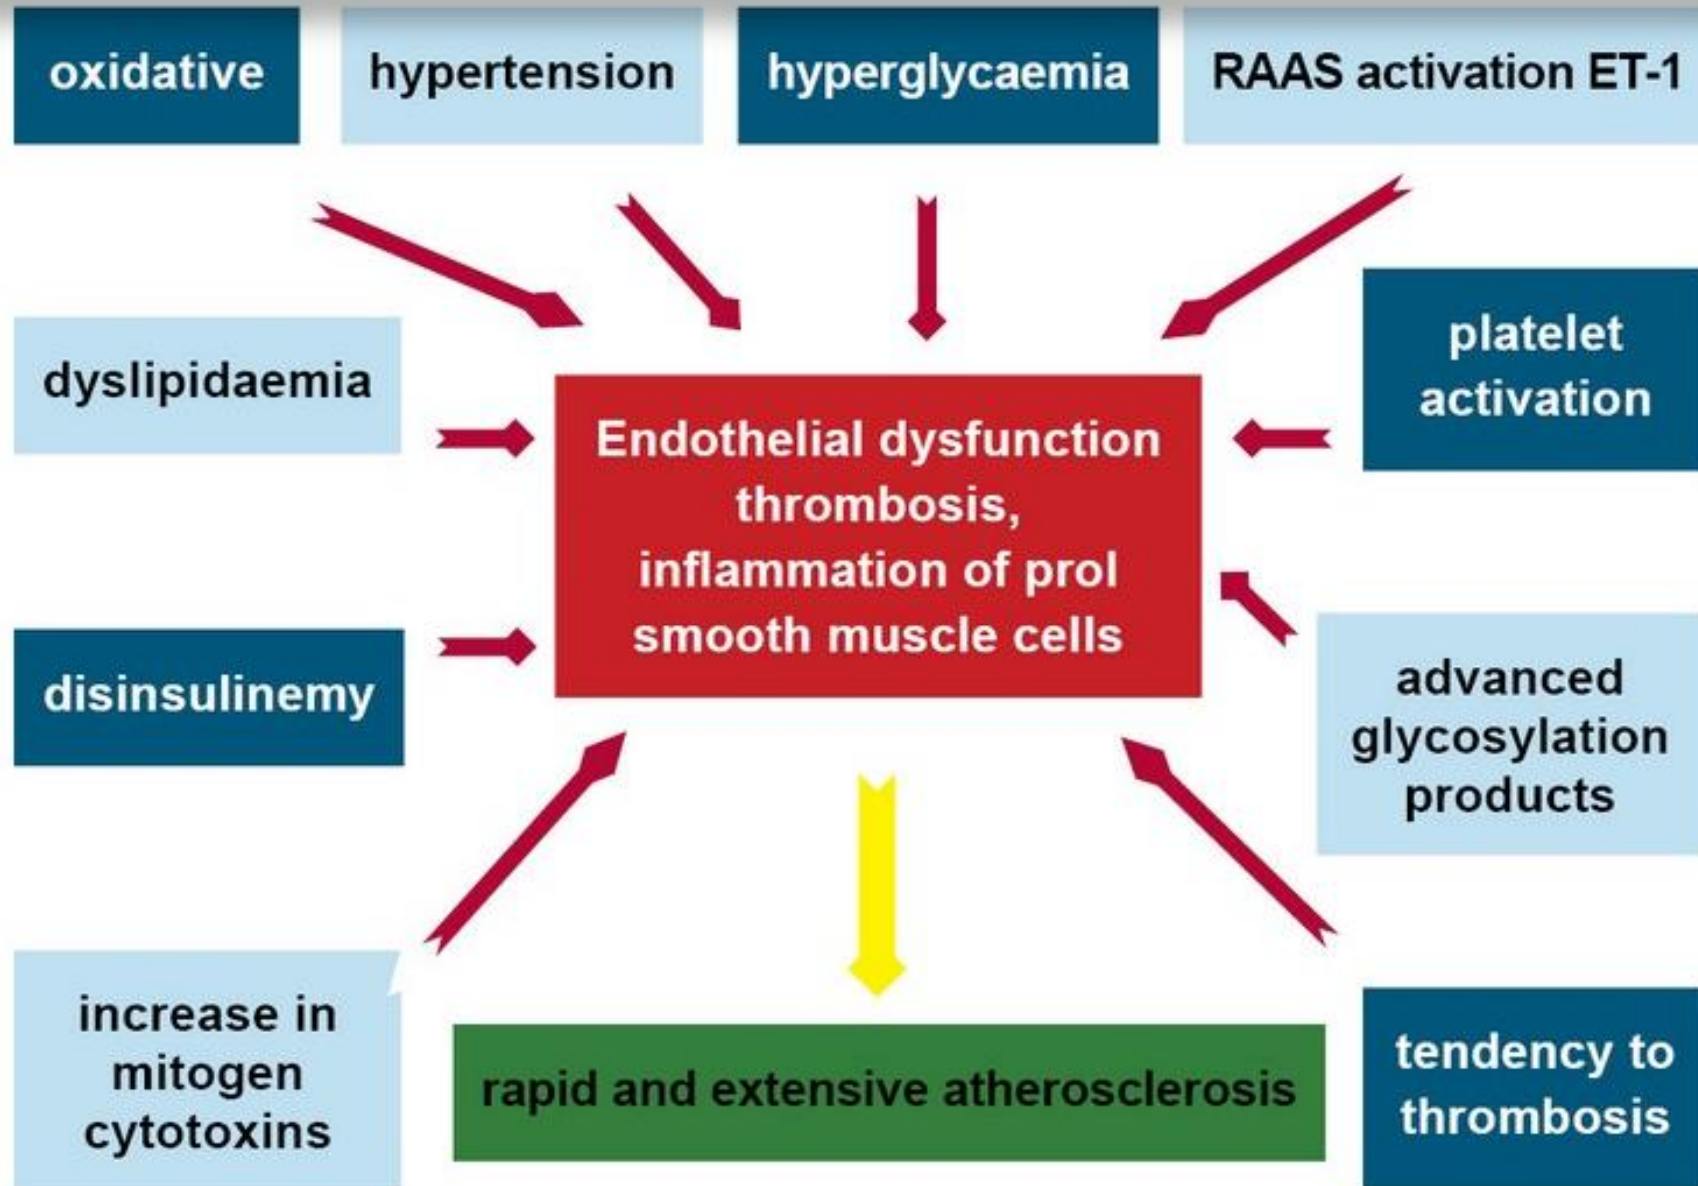 oxidative
hypertension
hyperglycaemia
RAAS activation ET-1
dyslipidaemia
platelet
activation
Endothelial dysfunction
thrombosis,
inflammation of prol
smooth muscle cells
disinsulinemy
advanced
glycosylation
products
increase in
mitogen
cytotoxins
rapid and extensive atherosclerosis
tendency to
thrombosis